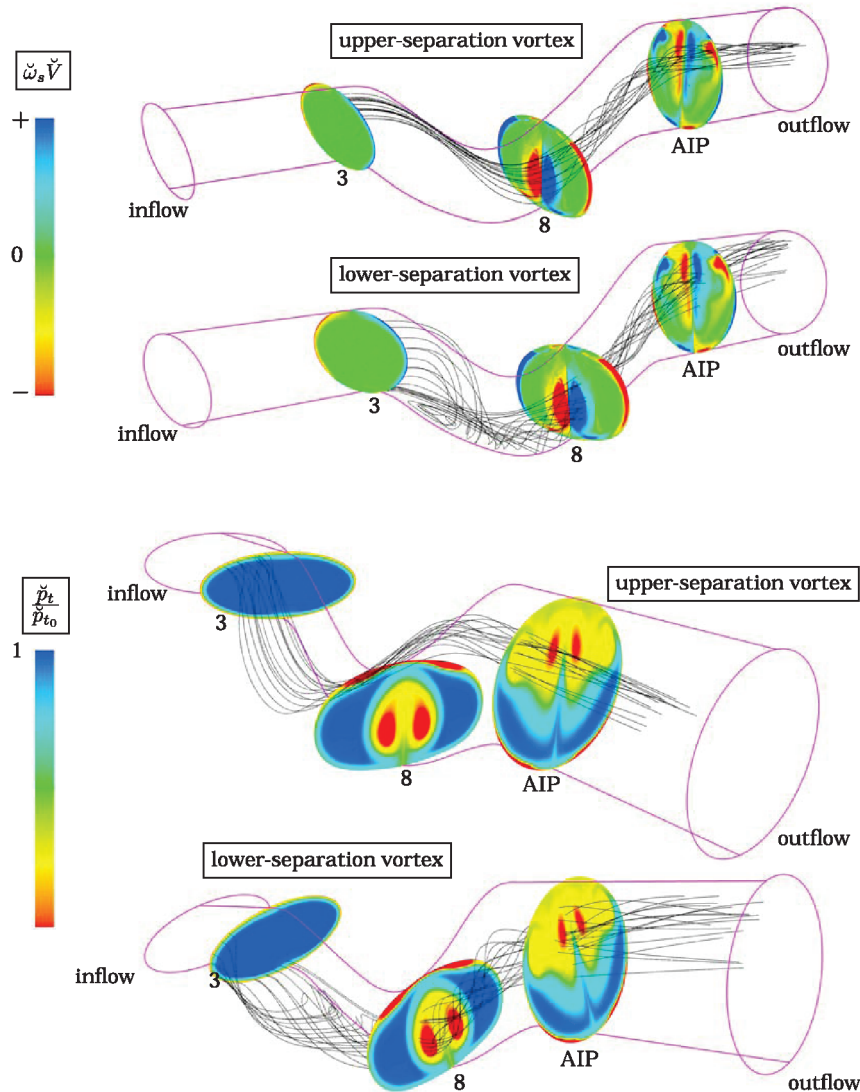 upper-separation vortex
ω̆ₛV̆
+
0
−
inflow
3
8
AIP
outflow
lower-separation vortex
inflow
3
8
AIP
outflow
p̆ₜ
p̆ₜ₀
1
upper-separation vortex
inflow
3
8
AIP
outflow
lower-separation vortex
inflow
3
8
AIP
outflow